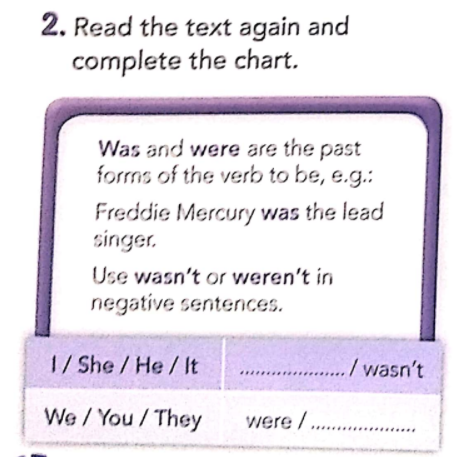 2. Read the text again and
complete the chart.
Was and were are the past
forms of the verb to be, e.g.:
Freddie Mercury was the lead
singer.
Use wasn't or weren't in
negative sentences.
I / She / He / It .................... / wasn't
We / You / They were / ....................